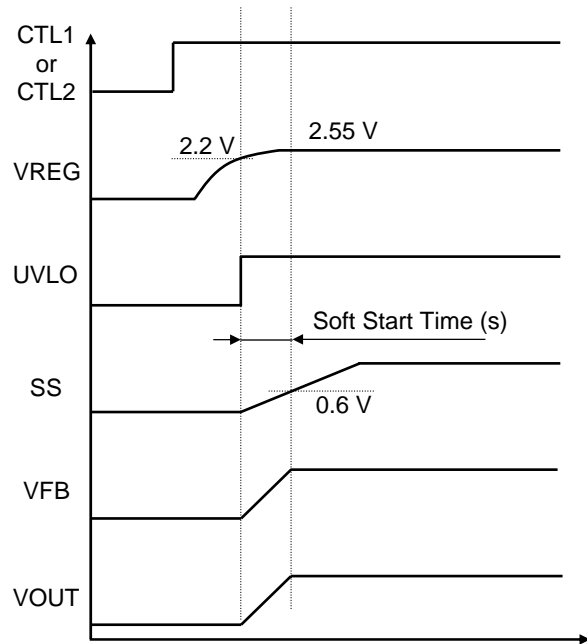 CTL1
or
CTL2
2.2 V
2.55 V
VREG
UVLO
Soft Start Time (s)
SS
0.6 V
VFB
VOUT